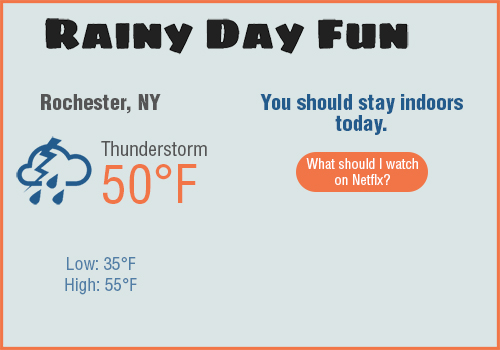 Rainy Day Fun
Rochester, NY
Thunderstorm
50°F
Low: 35°F
High: 55°F
You should stay indoors
today.
What should I watch
on Netflx?